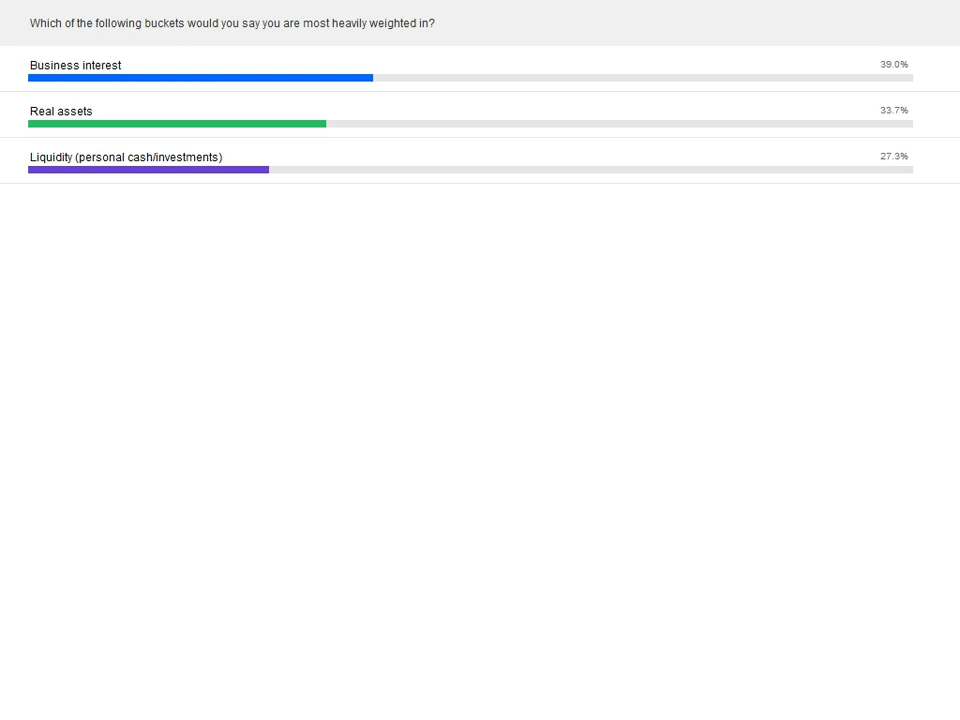 Which of the following buckets would you say you are most heavily weighted in?
Business interest
39.0%
Real assets
33.7%
Liquidity (personal cash/investments)
27.3%